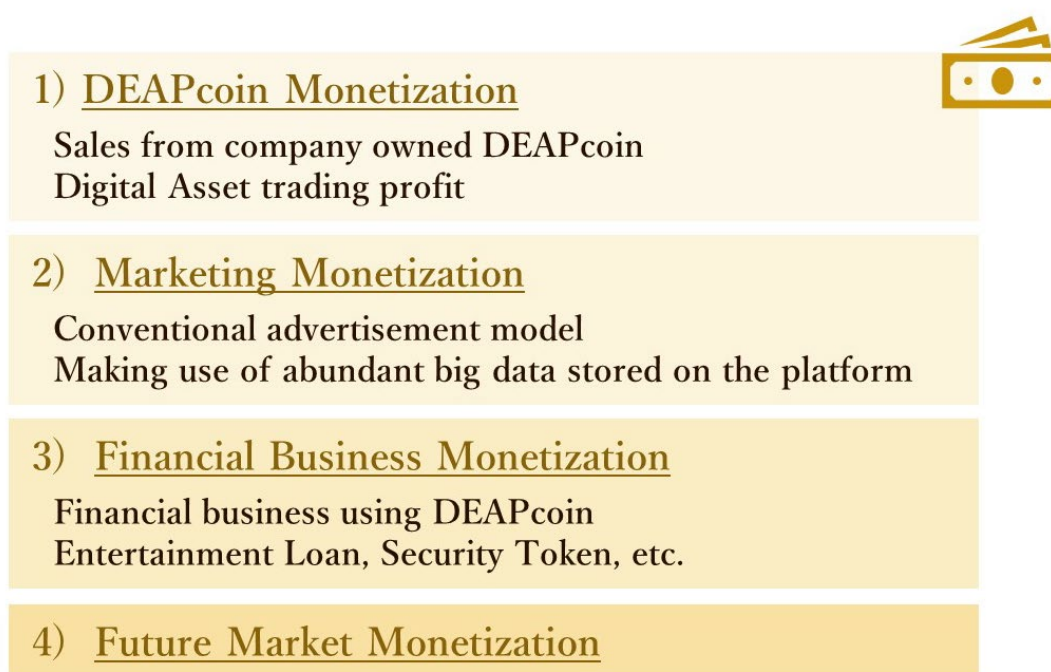 1) DEAPcoin Monetization
Sales from company owned DEAPcoin
Digital Asset trading profit
2) Marketing Monetization
Conventional advertisement model
Making use of abundant big data stored on the platform
3) Financial Business Monetization
Financial business using DEAPcoin
Entertainment Loan, Security Token, etc.
4) Future Market Monetization